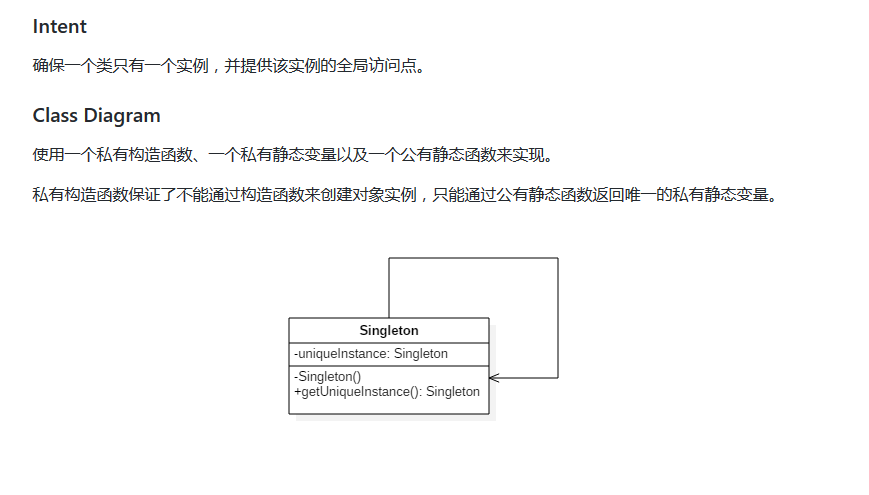 Intent
确保一个类只有一个实例，并提供该实例的全局访问点。
Class Diagram
使用一个私有构造函数、一个私有静态变量以及一个公有静态函数来实现。
私有构造函数保证了不能通过构造函数来创建对象实例，只能通过公有静态函数返回唯一的私有静态变量。
Singleton
-uniqueInstance: Singleton
-Singleton()
+getUniqueInstance(): Singleton